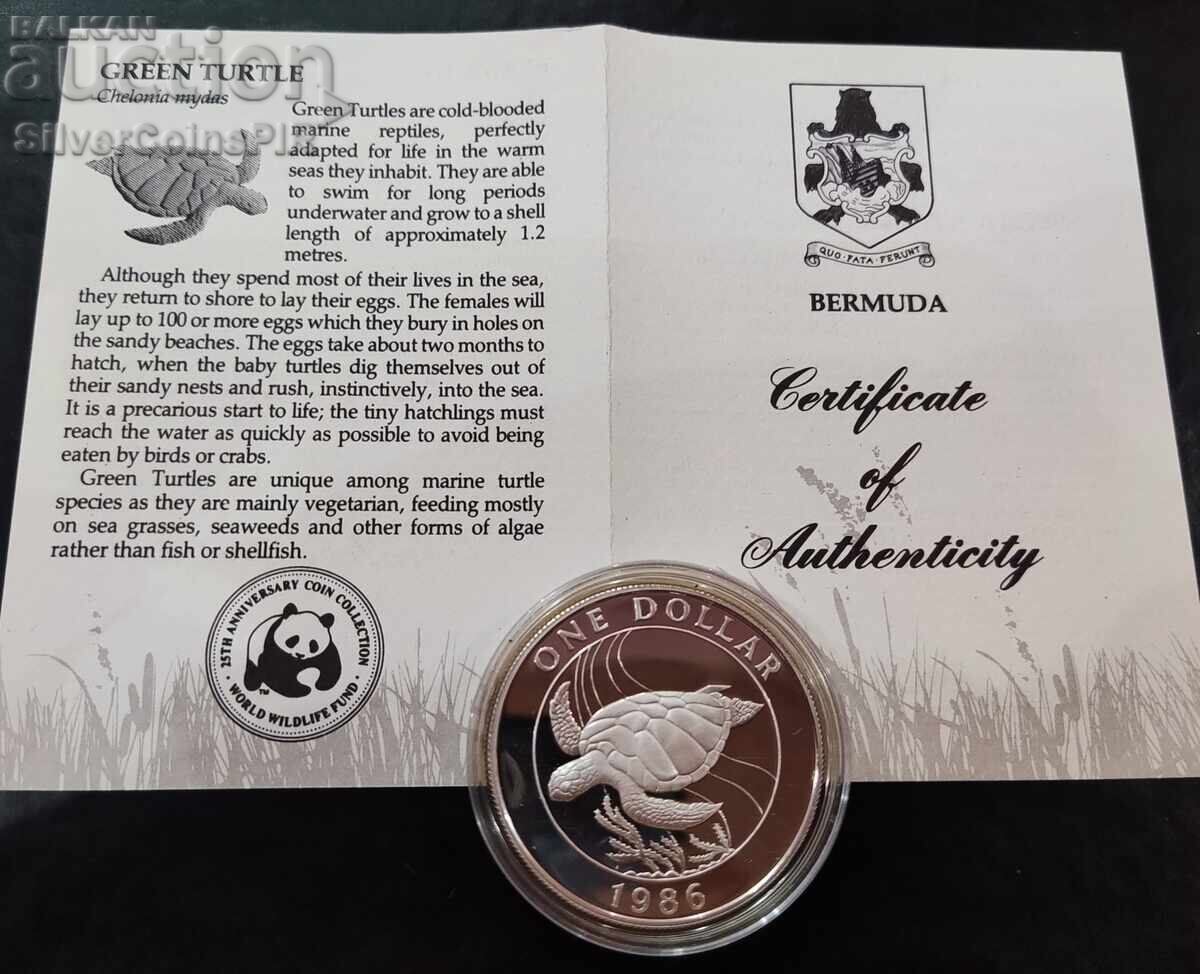 BALKAN
auction
SilverCoinsPlz
GREEN TURTLE
Chelonia mydas
Green Turtles are cold-blooded
marine reptiles, perfectly
adapted for life in the warm
seas they inhabit. They are able
to swim for long periods
underwater and grow to a shell
length of approximately 1.2
metres.
Although they spend most of their lives in the sea,
they return to shore to lay their eggs. The females will
lay up to 100 or more eggs which they bury in holes on
the sandy beaches. The eggs take about two months to
hatch, when the baby turtles dig themselves out of
their sandy nests and rush, instinctively, into the sea.
It is a precarious start to life; the tiny hatchlings must
reach the water as quickly as possible to avoid being
eaten by birds or crabs.
Green Turtles are unique among marine turtle
species as they are mainly vegetarian, feeding mostly
on sea grasses, seaweeds and other forms of algae
rather than fish or shellfish.
25TH ANNIVERSARY COIN COLLECTION
WORLD WILDLIFE FUND
TM
QUO·FATA·FERUNT
BERMUDA
Certificate
of
Authenticity
ONE DOLLAR
1986